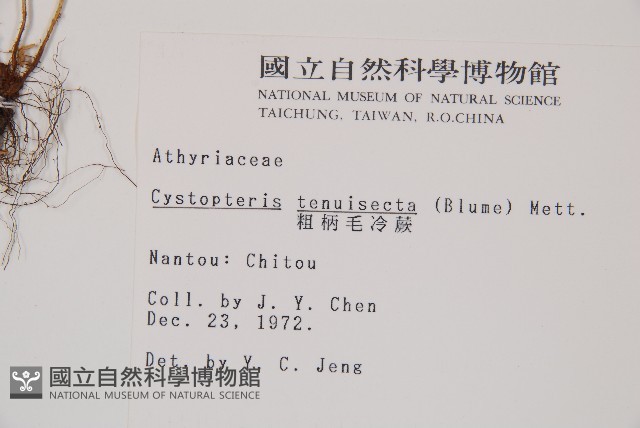 國立自然科學博物館
NATIONAL MUSEUM OF NATURAL SCIENCE
TAICHUNG, TAIWAN, R.O.CHINA
Athyriaceae
Cystopteris tenuisecta (Blume) Mett.
粗柄毛冷蕨
Nantou: Chitou
Coll. by J. Y. Chen
Dec. 23, 1972.
Det. by Y. C. Jeng
國立自然科學博物館
NATIONAL MUSEUM OF NATURAL SCIENCE